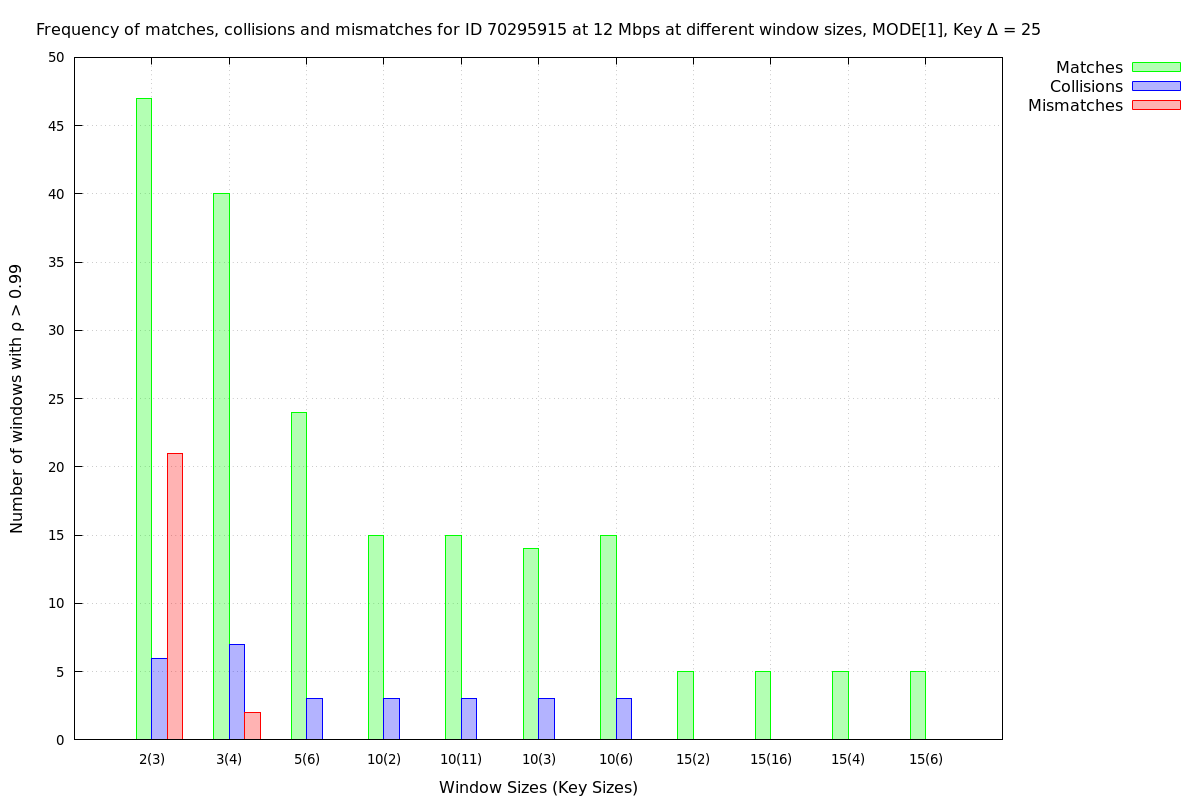 Frequency of matches, collisions and mismatches for ID 70295915 at 12 Mbps at different window sizes, MODE[1], Key Δ = 25
Matches
Collisions
Mismatches
Number of windows with ρ > 0.99
50
45
40
35
30
25
20
15
10
5
0
2(3) 3(4) 5(6) 10(2) 10(11) 10(3) 10(6) 15(2) 15(16) 15(4) 15(6)
Window Sizes (Key Sizes)